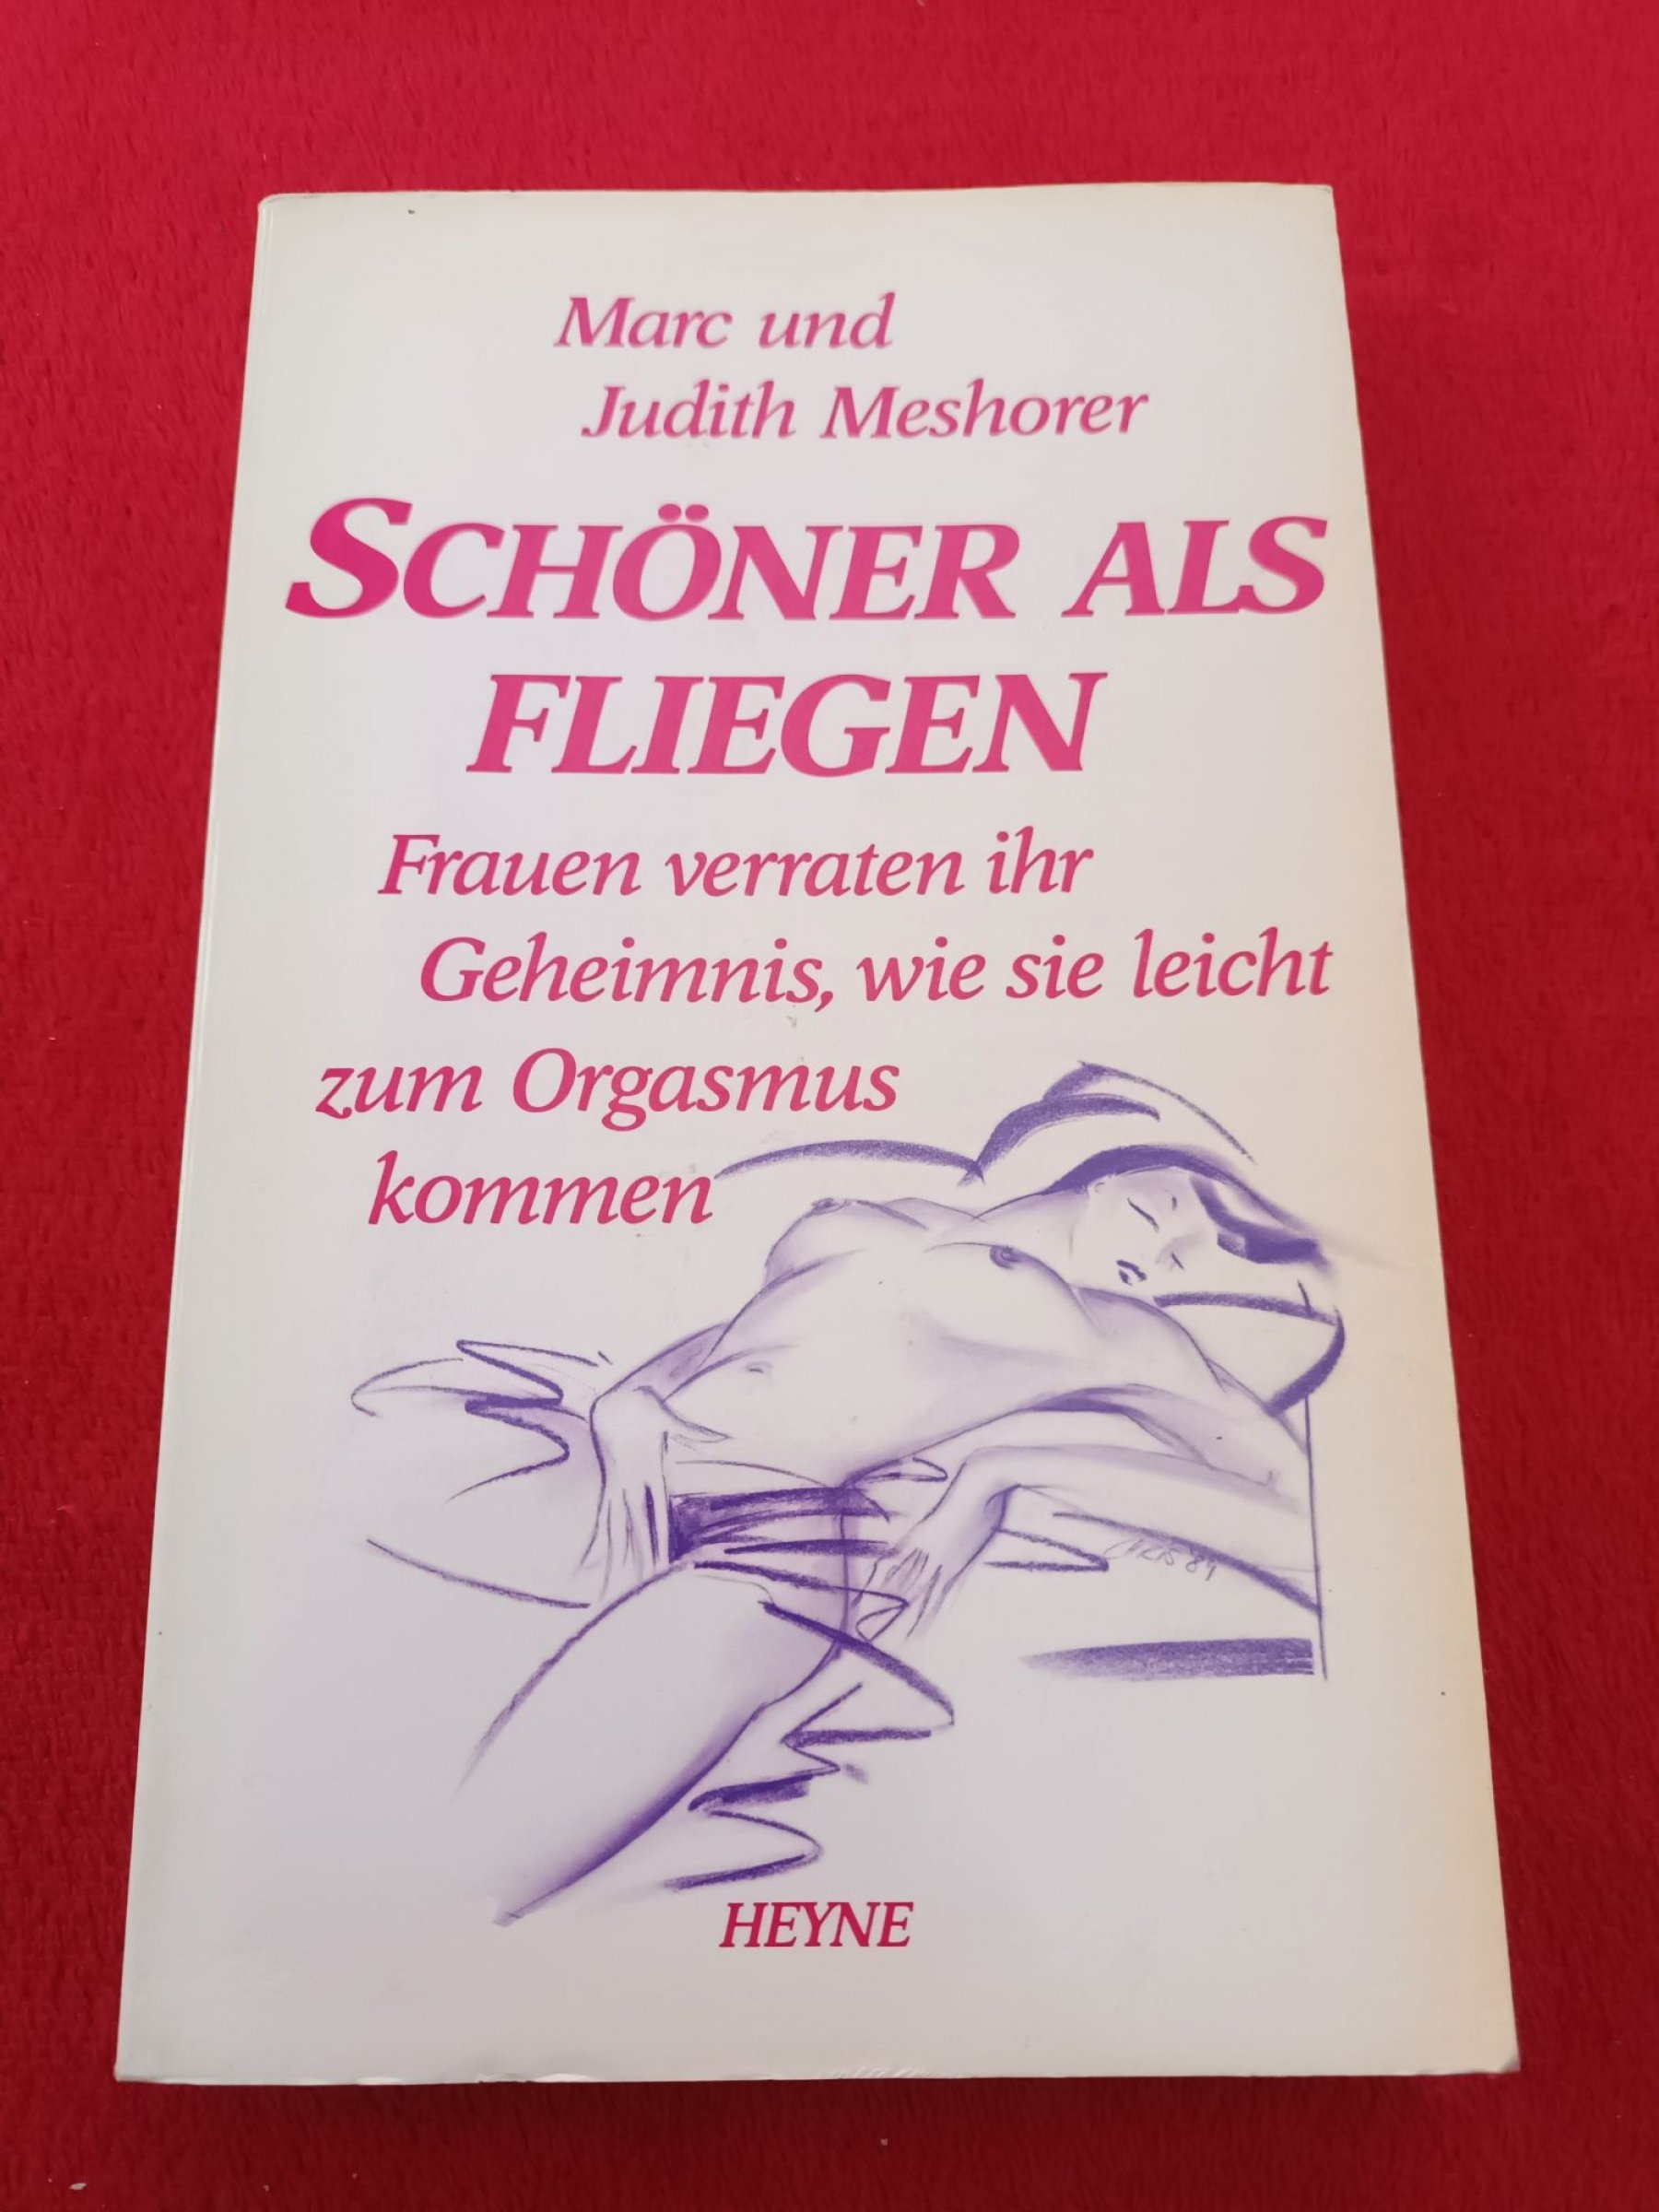 Marc und
Judith Meshorer
SCHÖNER ALS
FLIEGEN
Frauen verraten ihr
Geheimnis, wie sie leicht
zum Orgasmus
kommen
HEYNE